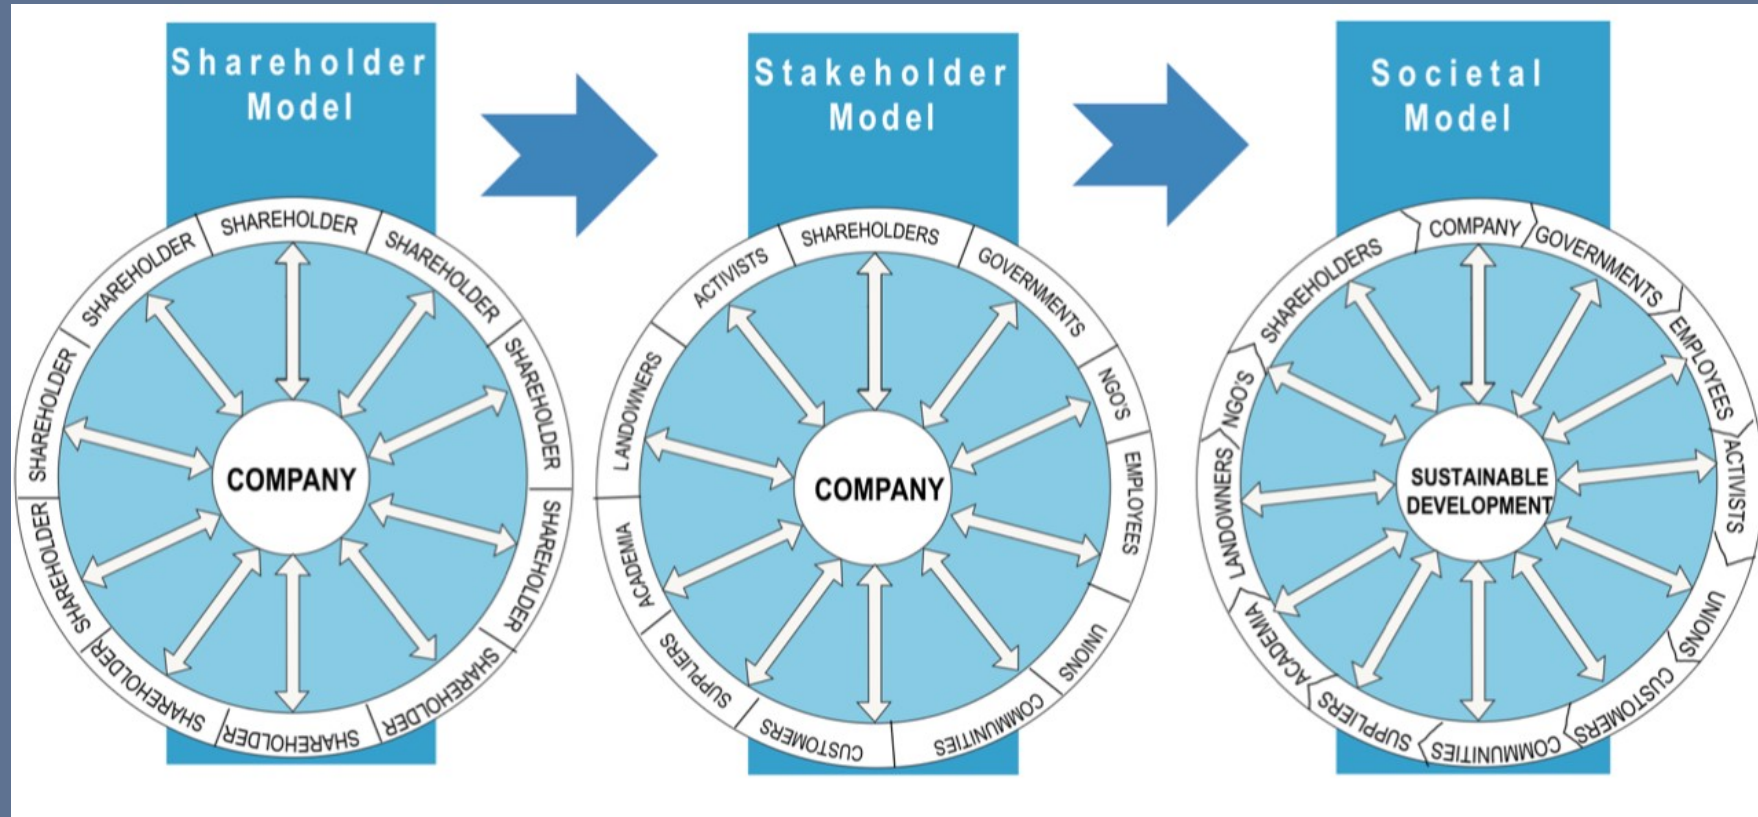 Shareholder
Model
Stakeholder
Model
Societal
Model
SHAREHOLDER
SHAREHOLDER
SHAREHOLDER
SHAREHOLDER
SHAREHOLDER
SHAREHOLDER
SHAREHOLDER
SHAREHOLDER
SHAREHOLDER
SHAREHOLDER
COMPANY
SHAREHOLDERS
GOVERNMENTS
NGO'S
EMPLOYEES
UNIONS
COMMUNITIES
CUSTOMERS
SUPPLIERS
ACADEMIA
LANDOWNERS
ACTIVISTS
COMPANY
COMPANY
GOVERNMENTS
EMPLOYEES
ACTIVISTS
UNIONS
CUSTOMERS
COMMUNITIES
SUPPLIERS
ACADEMIA
LANDOWNERS
NGO'S
SHAREHOLDERS
SUSTAINABLE
DEVELOPMENT